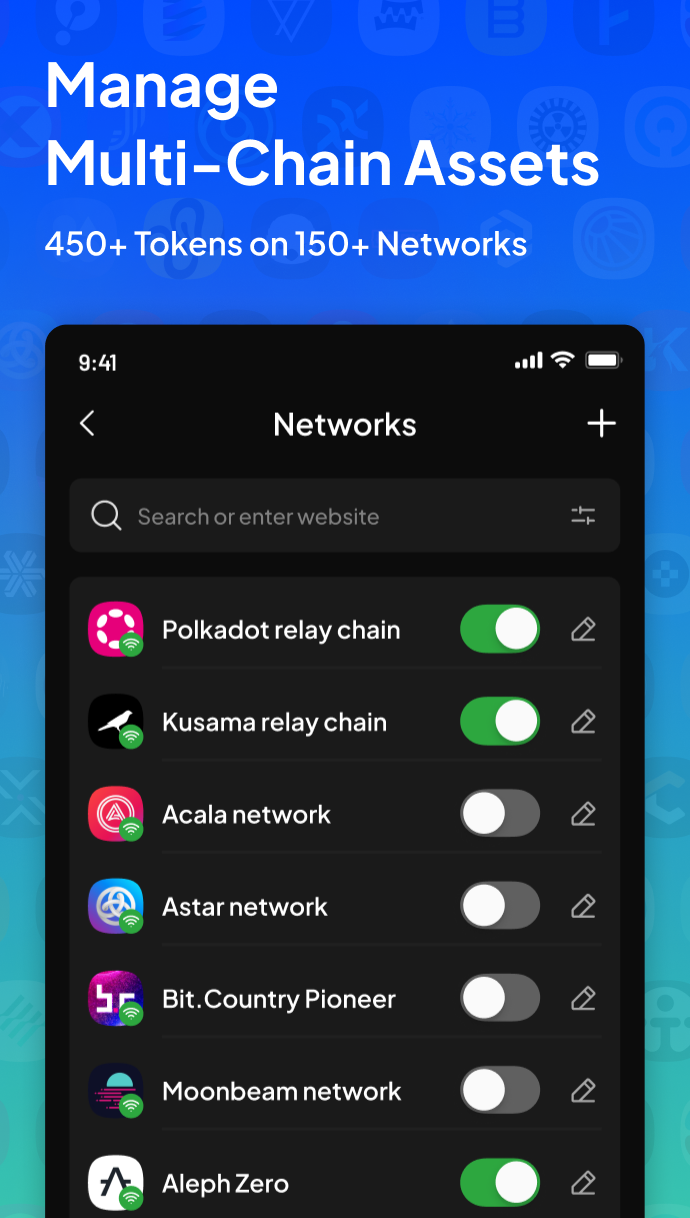 Manage
Multi-Chain Assets
450+ Tokens on 150+ Networks
9:41
Networks
Search or enter website
Polkadot relay chain
Kusama relay chain
Acala network
Astar network
Bit.Country Pioneer
Moonbeam network
Aleph Zero